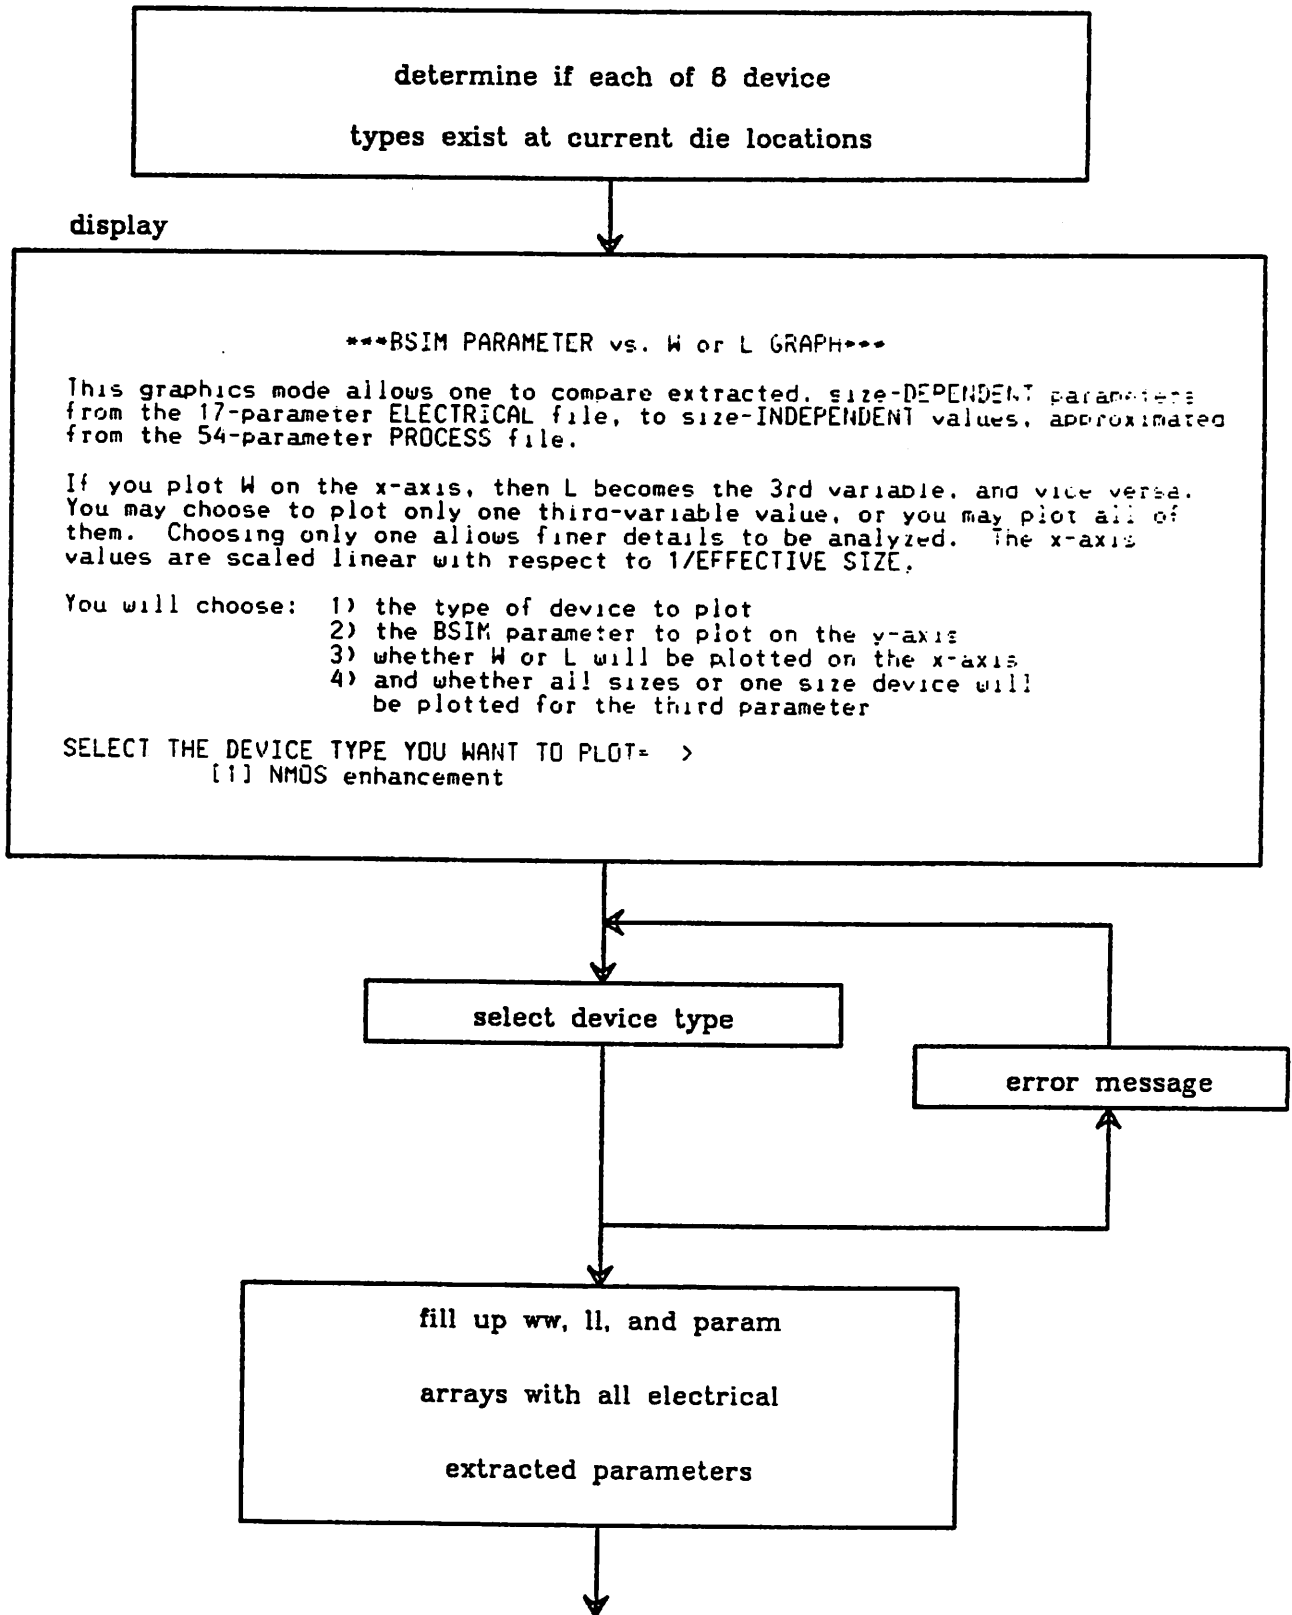 determine if each of 6 device
types exist at current die locations
display
***BSIM PARAMETER vs. W or L GRAPH***
This graphics mode allows one to compare extracted, size-DEPENDENT parameters
from the 17-parameter ELECTRICAL file, to size-INDEPENDENT values, approximated
from the 54-parameter PROCESS file.
If you plot W on the x-axis, then L becomes the 3rd variable, and vice versa.
You may choose to plot only one third-variable value, or you may plot all of
them. Choosing only one allows finer details to be analyzed. The x-axis
values are scaled linear with respect to 1/EFFECTIVE SIZE.
You will choose: 1) the type of device to plot
2) the BSIM parameter to plot on the y-axis
3) whether W or L will be plotted on the x-axis
4) and whether all sizes or one size device will
be plotted for the third parameter
SELECT THE DEVICE TYPE YOU WANT TO PLOT= >
[1] NMOS enhancement
select device type
error message
fill up ww, ll, and param
arrays with all electrical
extracted parameters